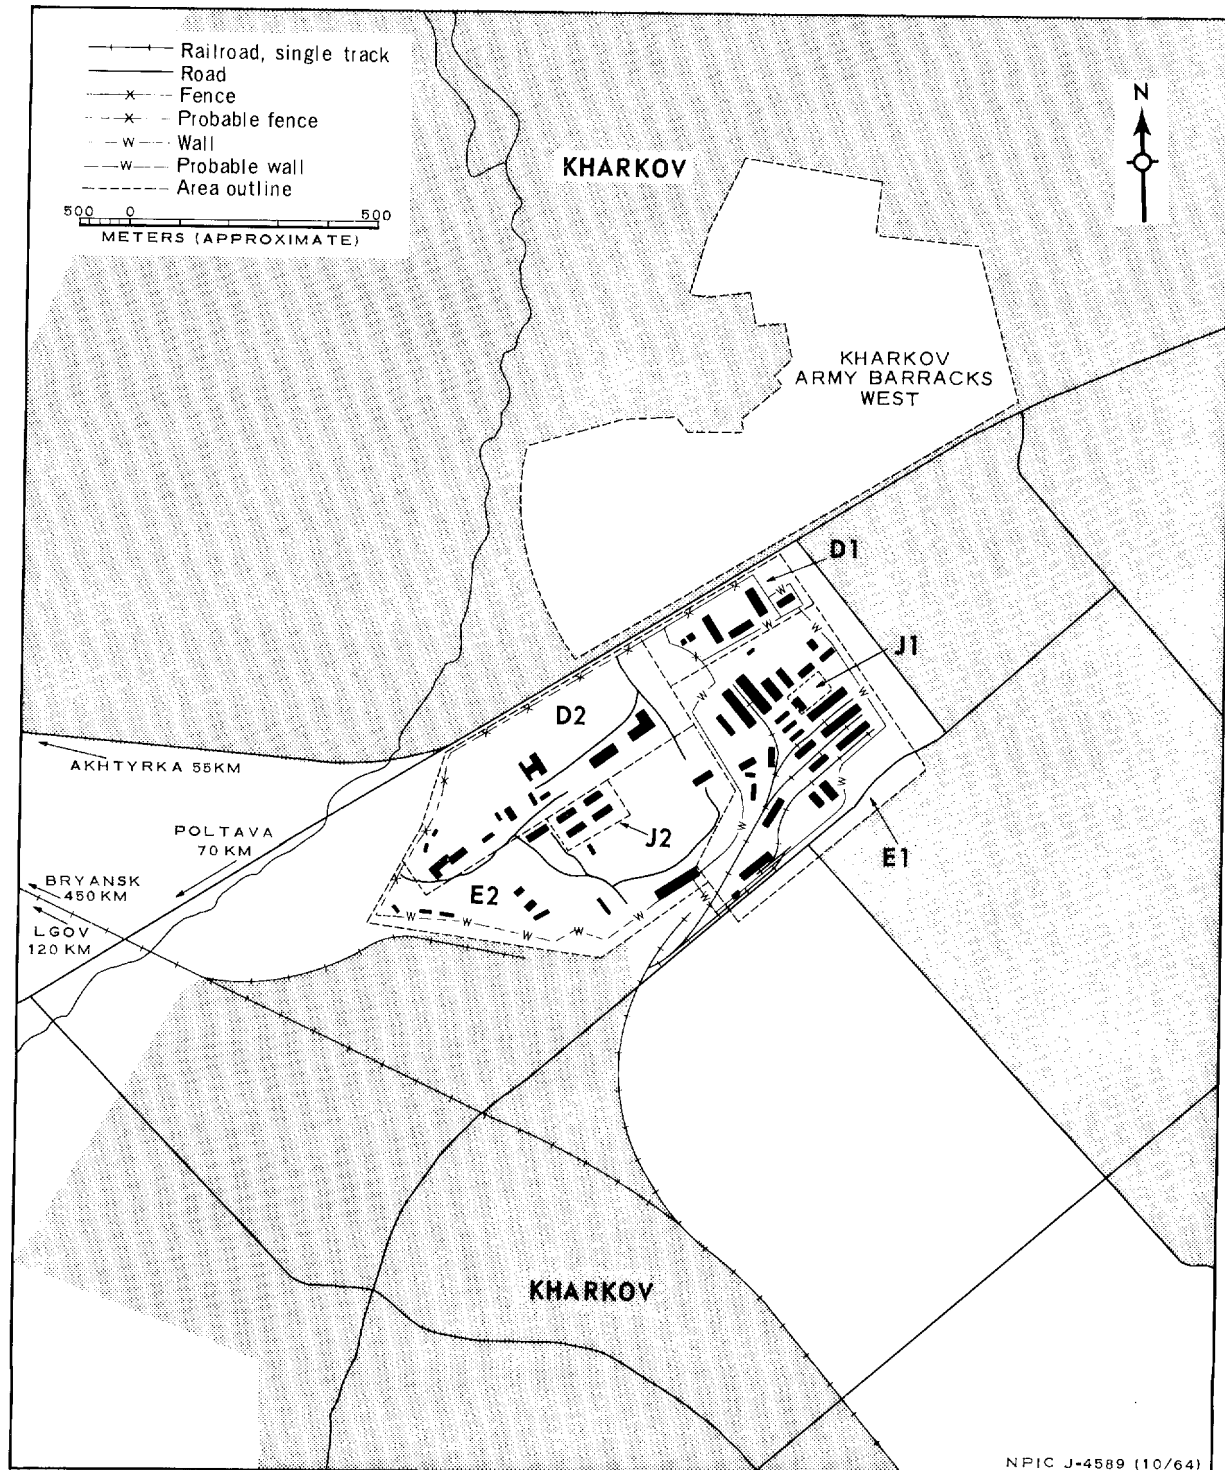 Railroad, single track
Road
Fence
Probable fence
Wall
Probable wall
Area outline
500 0 500
METERS (APPROXIMATE)
N
KHARKOV
KHARKOV
ARMY BARRACKS
WEST
D1
J1
D2
AKHTYRKA 55KM
POLTAVA
70 KM
J2
E1
BRYANSK
450 KM
E2
LGOV
120 KM
KHARKOV
NPIC J-4589 (10/64)